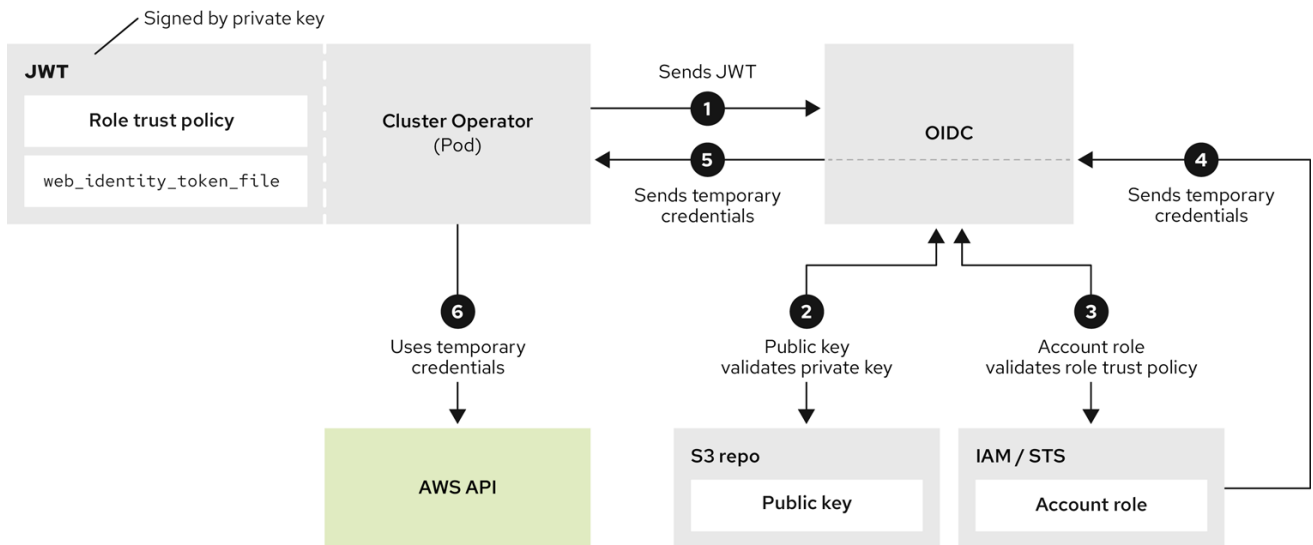 Signed by private key
JWT
Role trust policy
web_identity_token_file
Cluster Operator
(Pod)
Sends JWT
1
5
Sends temporary
credentials
OIDC
4
Sends temporary
credentials
6
Uses temporary
credentials
2
Public key
validates private key
3
Account role
validates role trust policy
AWS API
S3 repo
Public key
IAM / STS
Account role